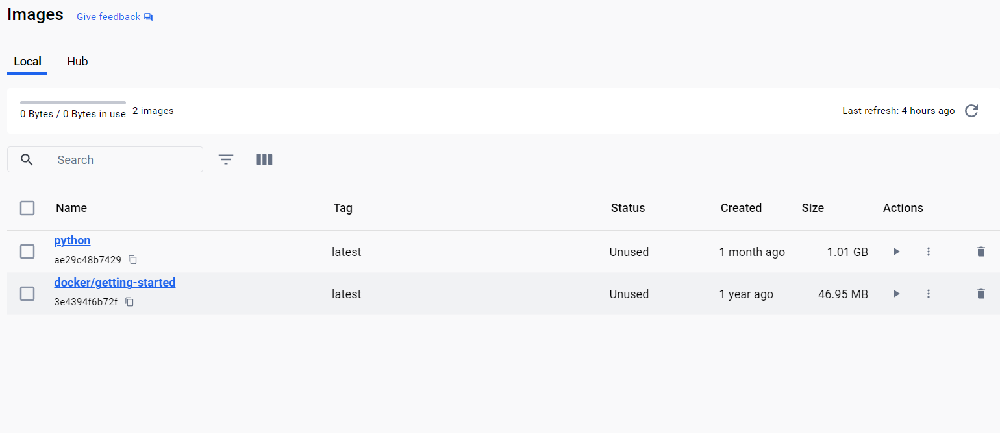 Images Give feedback
Local Hub
0 Bytes / 0 Bytes in use 2 images Last refresh: 4 hours ago
Search
Name Tag Status Created Size Actions
python
ae29c48b7429 latest Unused 1 month ago 1.01 GB
docker/getting-started
3e4394f6b72f latest Unused 1 year ago 46.95 MB